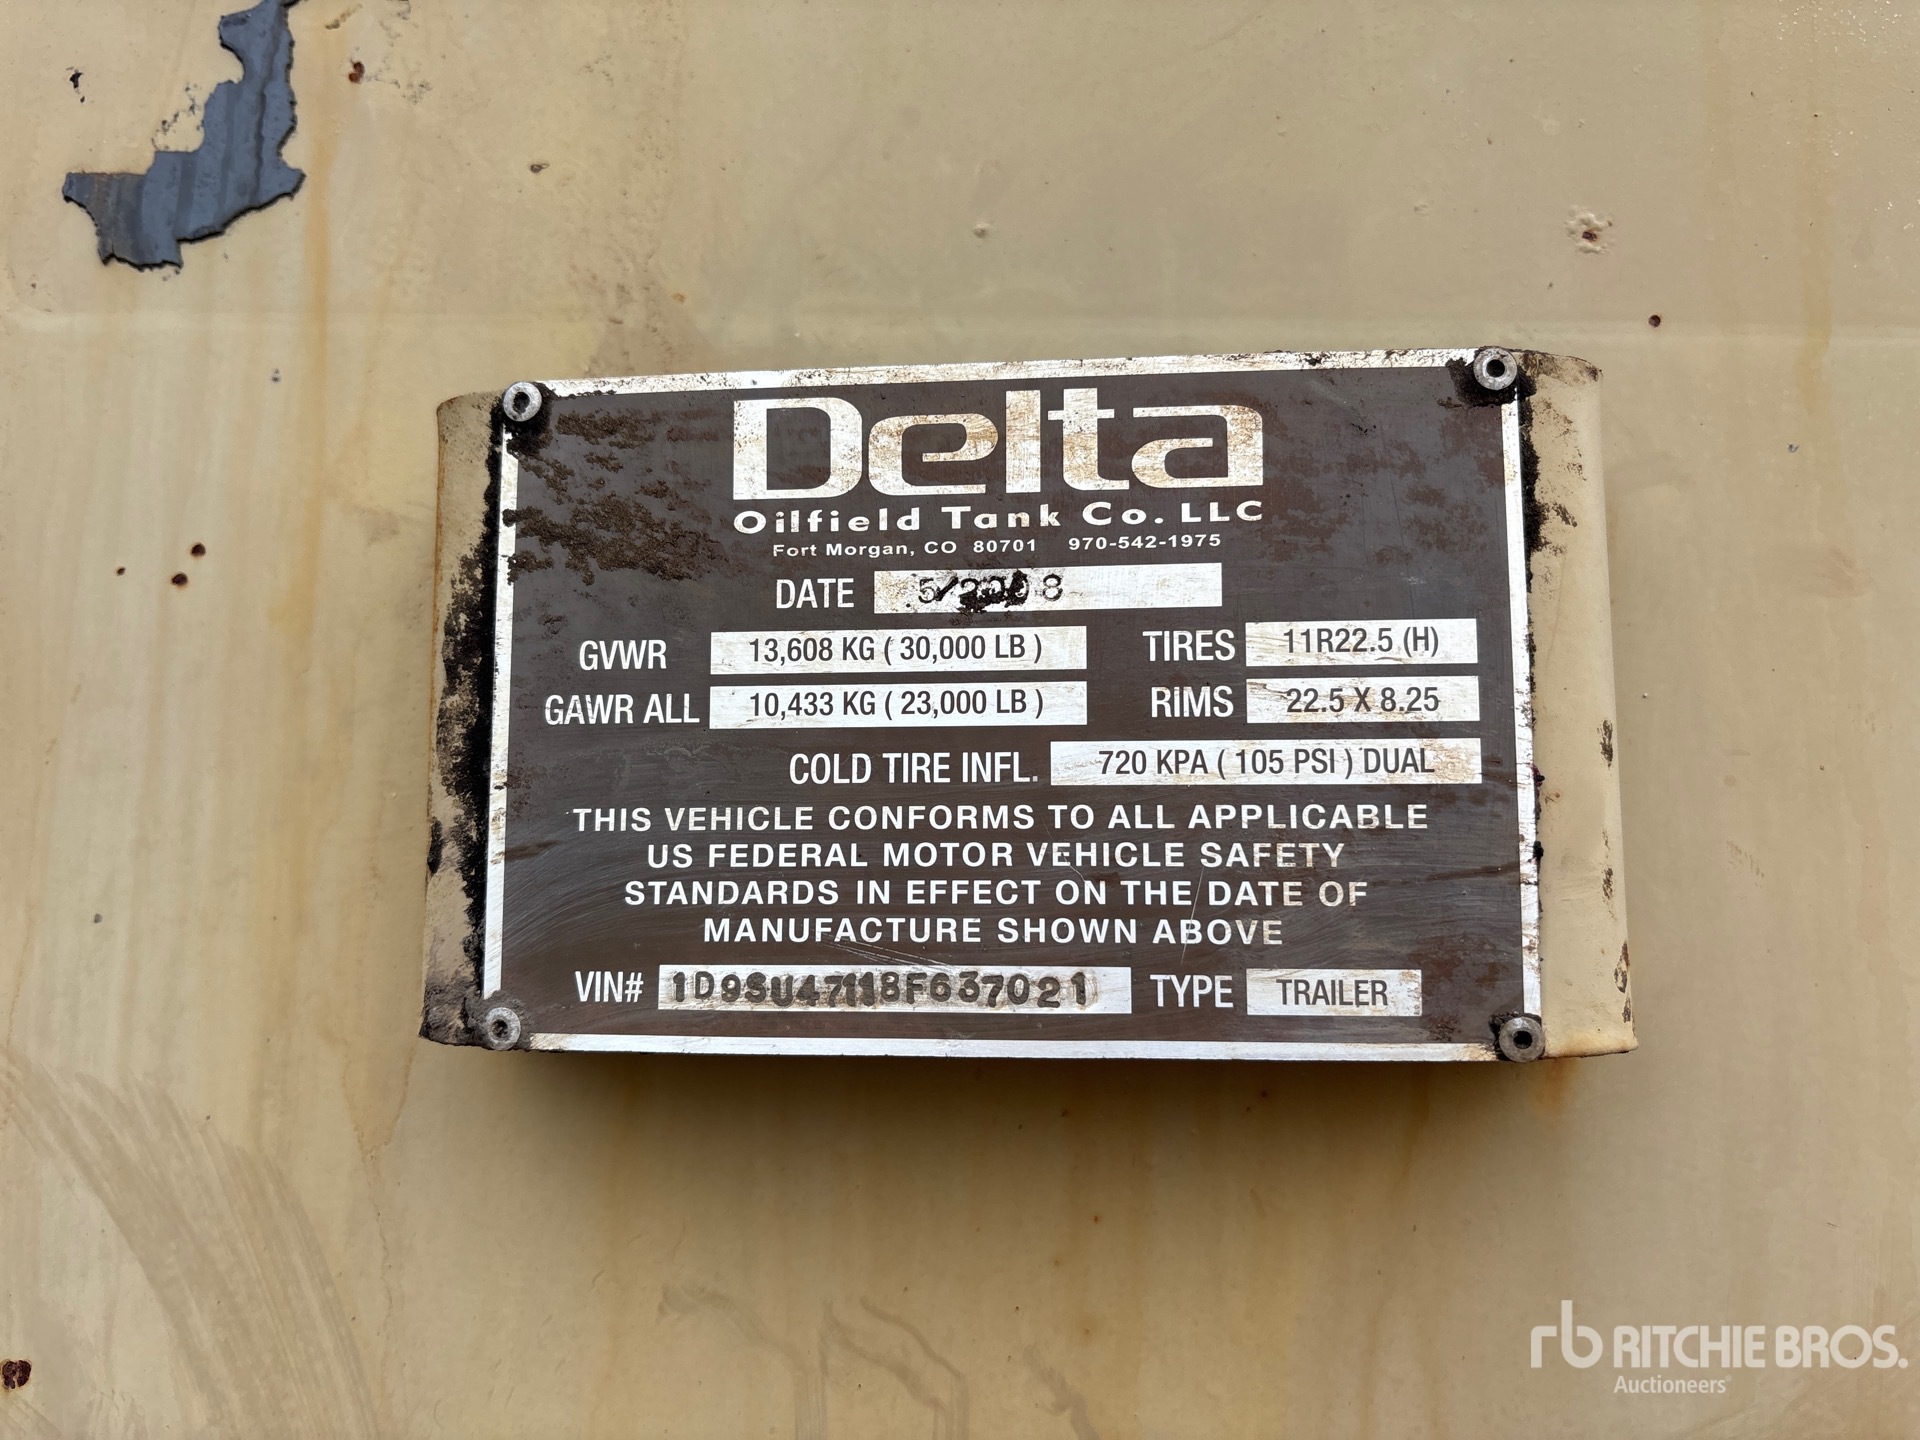 Delta
Oilfield Tank Co. LLC
Fort Morgan, CO 80701 970-542-1975
DATE 5/2008
GVWR 13,608 KG ( 30,000 LB ) TIRES 11R22.5 (H)
GAWR ALL 10,433 KG ( 23,000 LB ) RIMS 22.5 X 8.25
COLD TIRE INFL. 720 KPA ( 105 PSI ) DUAL
THIS VEHICLE CONFORMS TO ALL APPLICABLE
US FEDERAL MOTOR VEHICLE SAFETY
STANDARDS IN EFFECT ON THE DATE OF
MANUFACTURE SHOWN ABOVE
VIN# 1D9SU47118F637021 TYPE TRAILER
rb RITCHIE BROS.
Auctioneers